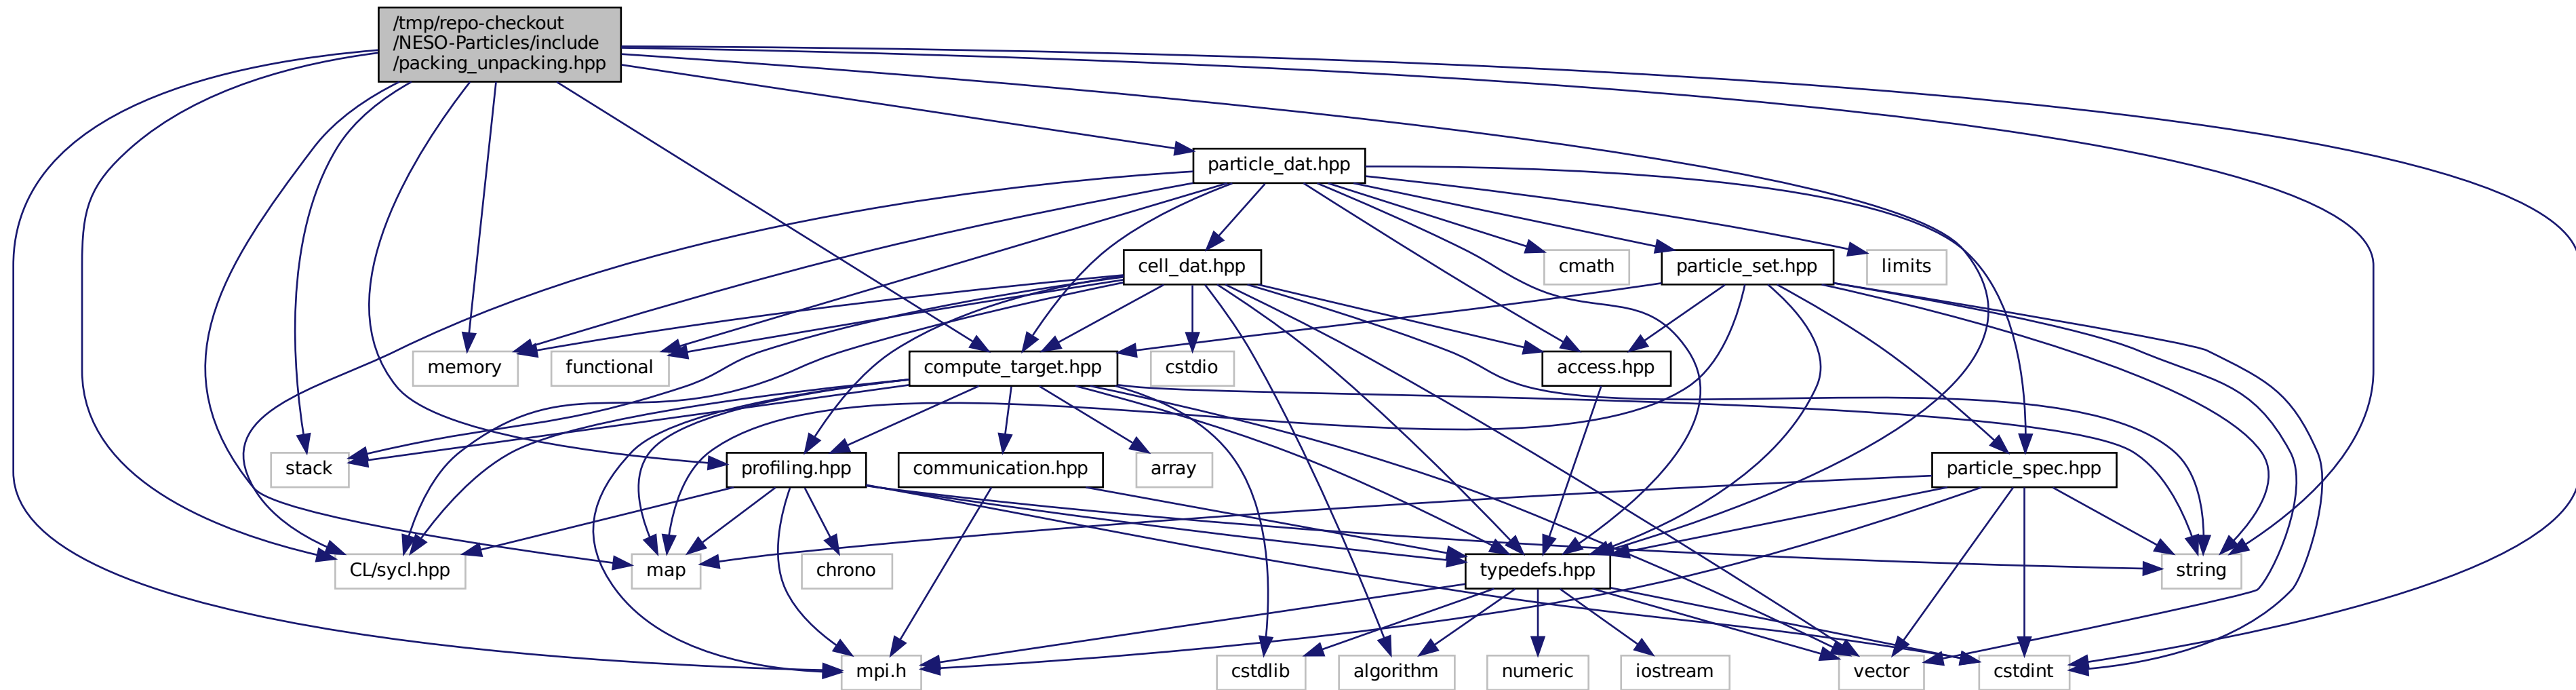 /tmp/repo-checkout
/NESO-Particles/include
/packing_unpacking.hpp
particle_dat.hpp
cell_dat.hpp
cmath
particle_set.hpp
limits
memory
functional
compute_target.hpp
cstdio
access.hpp
stack
profiling.hpp
communication.hpp
array
particle_spec.hpp
CL/sycl.hpp
map
chrono
typedefs.hpp
string
mpi.h
cstdlib
algorithm
numeric
iostream
vector
cstdint